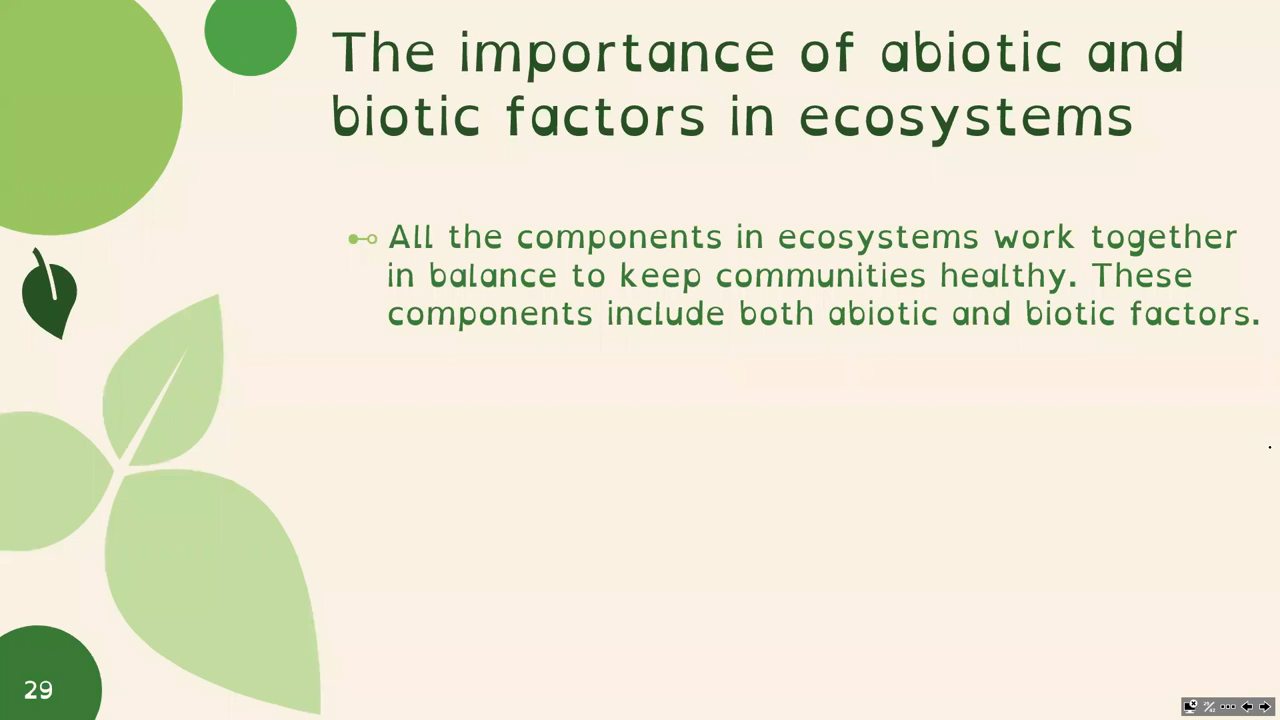 The importance of abiotic and
biotic factors in ecosystems
All the components in ecosystems work together
in balance to keep communities healthy. These
components include both abiotic and biotic factors.
29